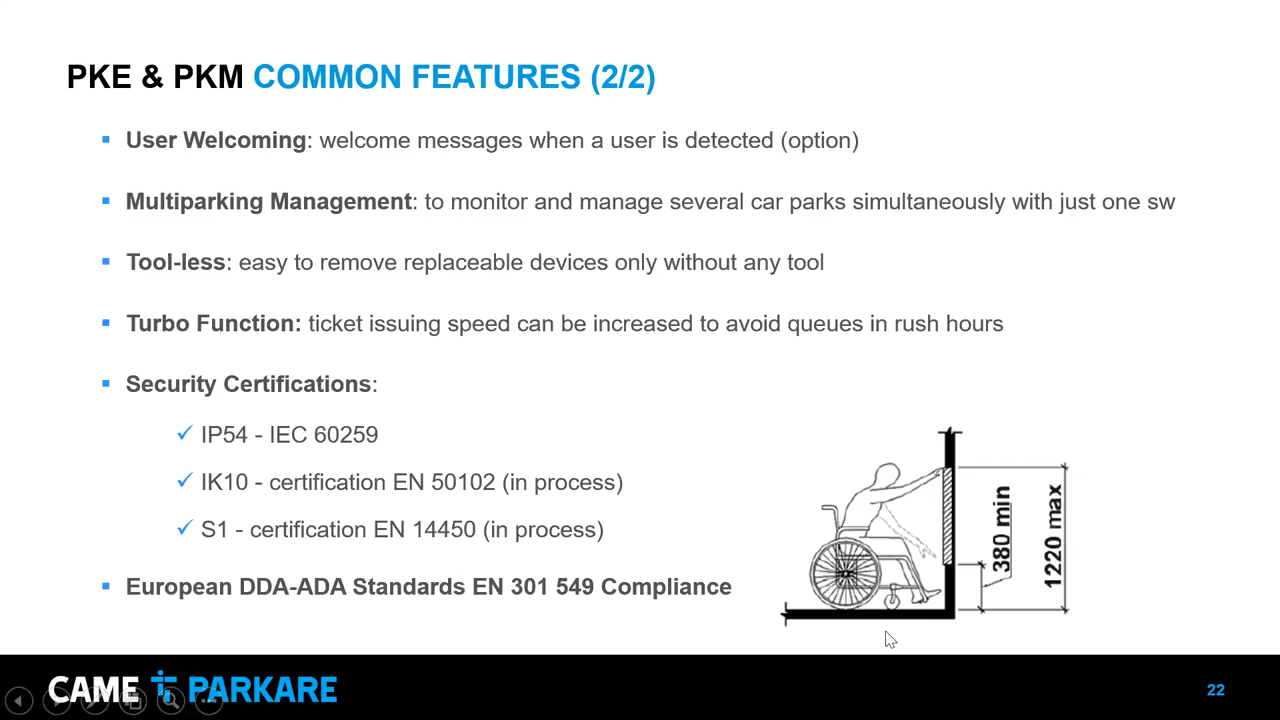 PKE & PKM COMMON FEATURES (2/2)
User Welcoming: welcome messages when a user is detected (option)
Multiparking Management: to monitor and manage several car parks simultaneously with just one sw
Tool-less: easy to remove replaceable devices only without any tool
Turbo Function: ticket issuing speed can be increased to avoid queues in rush hours
Security Certifications:
IP54 - IEC 60259
IK10 - certification EN 50102 (in process)
S1 - certification EN 14450 (in process)
European DDA-ADA Standards EN 301 549 Compliance
380 min
1220 max
CAME PARKARE
22